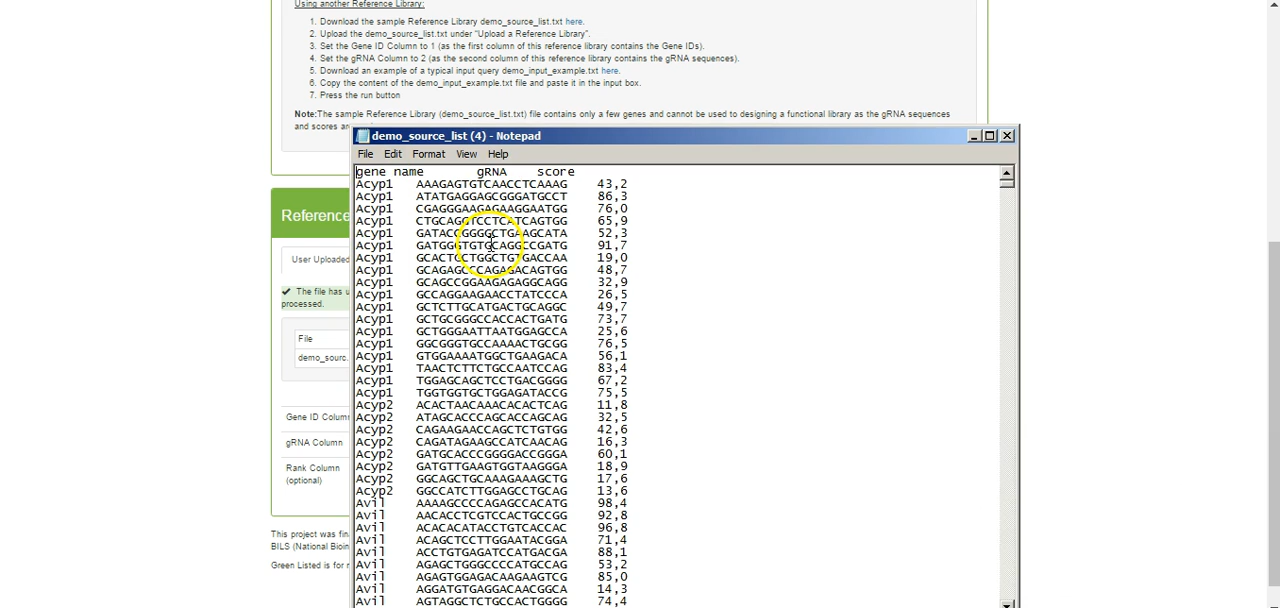 Using another Reference Library:
1. Download the sample Reference Library demo_source_list.txt here.
2. Upload the demo_source_list.txt under "Upload a Reference Library".
3. Set the Gene ID Column to 1 (as the first column of this reference library contains the Gene IDs).
4. Set the gRNA Column to 2 (as the second column of this reference library contains the gRNA sequences).
5. Download an example of a typical input query demo_input_example.txt here.
6. Copy the content of the demo_input_example.txt file and paste it in the input box.
7. Press the run button
Note:The sample Reference Library (demo_source_list.txt) file contains only a few genes and cannot be used to designing a functional library as the gRNA sequences
and scores are
demo_source_list (4) - Notepad
File Edit Format View Help
gene name gRNA score
Acyp1 AAAGAGTGTCAACCTCAAAG 43,2
Acyp1 ATATGAGGAGCGGGATGCCT 86,3
Acyp1 CGAGGGAAGAGAAGGAATGG 76,0
Acyp1 CTGCAGGTCCTCATCAGTGG 65,9
Acyp1 GATACCGGGGCTGAAGCATA 52,3
Acyp1 GATGGGTGTGCAGGCCGATG 91,7
Acyp1 GCACTGCTGGCTGTGACCAA 19,0
Acyp1 GCAGAGCCCAGAGACAGTGG 48,7
Acyp1 GCAGCCGGAAGAGAGGCAGG 32,9
Acyp1 GCCAGGAAGAACCTATCCCA 26,5
Acyp1 GCTCTTGCATGACTGCAGGC 49,7
Acyp1 GCTGCGGGCCACCACTGATG 73,7
Acyp1 GCTGGGAATTAATGGAGCCA 25,6
Acyp1 GGCGGGTGCCAAAACTGCGG 76,5
Acyp1 GTGGAAAATGGCTGAAGACA 56,1
Acyp1 TAACTCTTCTGCCAATCCAG 83,4
Acyp1 TGGAGCAGCTCCTGACGGGG 67,2
Acyp1 TGGTGGTGCTGGAGATACCG 75,5
Acyp2 ACACTAACAAACACACTCAG 11,8
Acyp2 ATAGCACCCAGCACCAGCAG 32,5
Acyp2 CAGAAGAACCAGCTCTGTGG 42,6
Acyp2 CAGATAGAAGCCATCAACAG 16,3
Acyp2 GATGCACCCGGGGACCGGGA 60,1
Acyp2 GATGTTGAAGTGGTAAGGGA 18,9
Acyp2 GGCAGCTGCAAAGAAAGCTG 17,6
Acyp2 GGCCATCTTGGAGCCTGCAG 13,6
Avil AAAAGCCCCAGAGCCACATG 98,4
Avil AACACCTCGTCCACTGCCGG 92,8
Avil ACACACATACCTGTCACCAC 96,8
Avil ACAGCTCCTTGGAATACGGA 71,4
Avil ACCTGTGAGATCCATGACGA 88,1
Avil AGAGCTGGGCCCCATGCCAG 53,2
Avil AGAGTGGAGACAAGAAGTCG 85,0
Avil AGGATGTGAGGACAACGGCA 14,3
Avil AGTAGGCTCTGCCACTGGGG 74,4
Reference
User Uploaded
The file has u
processed.
File
demo_sourc.
Gene ID Column
gRNA Column
Rank Column
(optional)
This project was fin
BILS (National Bioin
Green Listed is for r